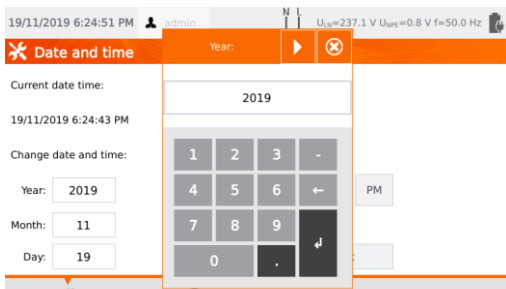 19/11/2019 6:24:51 PM admin N L U_LN=237.1 V U_NPE=0.8 V f=50.0 Hz
Date and time
Year:
Current date time:
2019
19/11/2019 6:24:43 PM
Change date and time:
1 2 3 -
Year: 2019
4 5 6 ← PM
Month: 11
7 8 9
Day: 19
0 . ↲